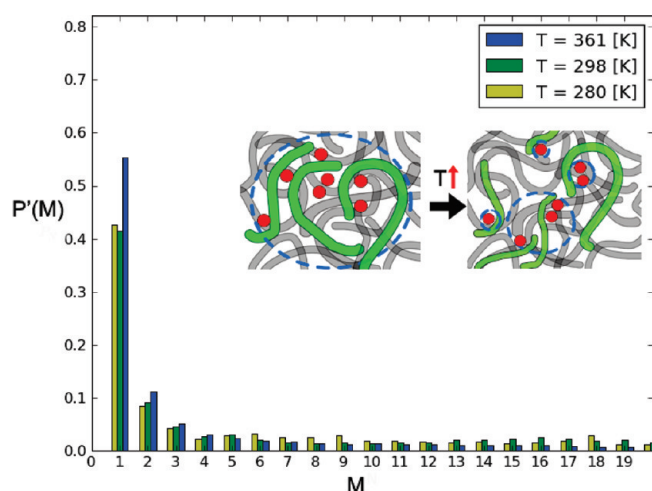 0.8
T = 361 [K]
T = 298 [K]
0.7
T = 280 [K]
0.6
0.5
T
P'(M)
0.4
0.3
0.2
0.1
0.0
0 1 2 3 4 5 6 7 8 9 10 11 12 13 14 15 16 17 18 19
M